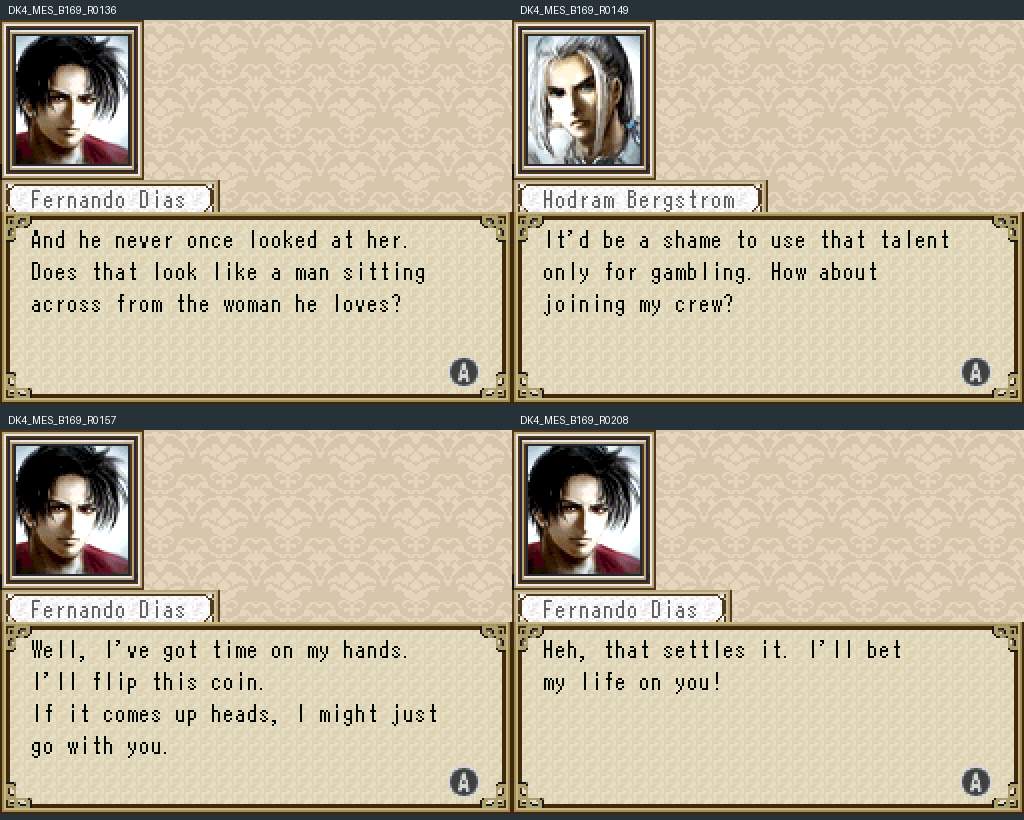 DK4_MES_B169_R0136
Fernando Dias
And he never once looked at her.
Does that look like a man sitting
across from the woman he loves?
A
DK4_MES_B169_R0149
Hodram Bergstrom
It'd be a shame to use that talent
only for gambling. How about
joining my crew?
A
DK4_MES_B169_R0157
Fernando Dias
Well, I've got time on my hands.
I'll flip this coin.
If it comes up heads, I might just
go with you.
A
DK4_MES_B169_R0208
Fernando Dias
Heh, that settles it. I'll bet
my life on you!
A